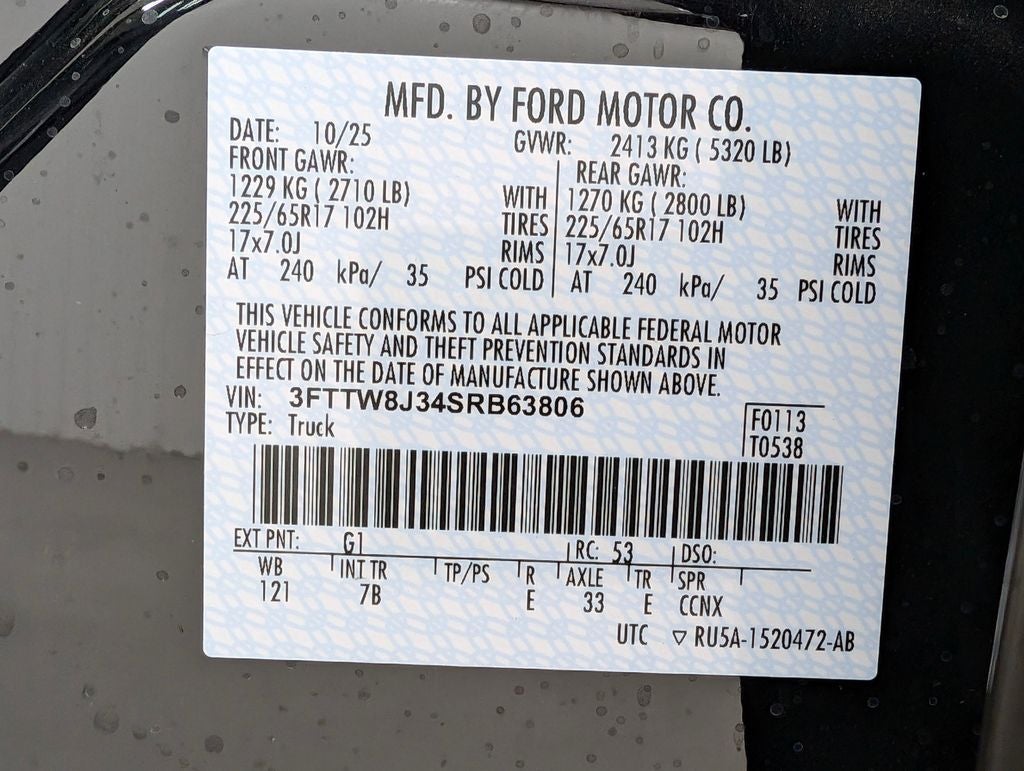 MFD. BY FORD MOTOR CO.
DATE: 10/25 GVWR: 2413 KG ( 5320 LB)
FRONT GAWR: REAR GAWR:
1229 KG ( 2710 LB) WITH 1270 KG ( 2800 LB) WITH
225/65R17 102H TIRES 225/65R17 102H TIRES
17x7.0J RIMS 17x7.0J RIMS
AT 240 kPa/ 35 PSI COLD AT 240 kPa/ 35 PSI COLD
THIS VEHICLE CONFORMS TO ALL APPLICABLE FEDERAL MOTOR
VEHICLE SAFETY AND THEFT PREVENTION STANDARDS IN
EFFECT ON THE DATE OF MANUFACTURE SHOWN ABOVE.
VIN: 3FTTW8J34SRB63806
TYPE: Truck
F0113
T0538
EXT PNT: G1 RC: 53 DSO:
WB INT TR TP/PS R AXLE TR SPR
121 7B E 33 E CCNX
UTC ▽ RU5A-1520472-AB